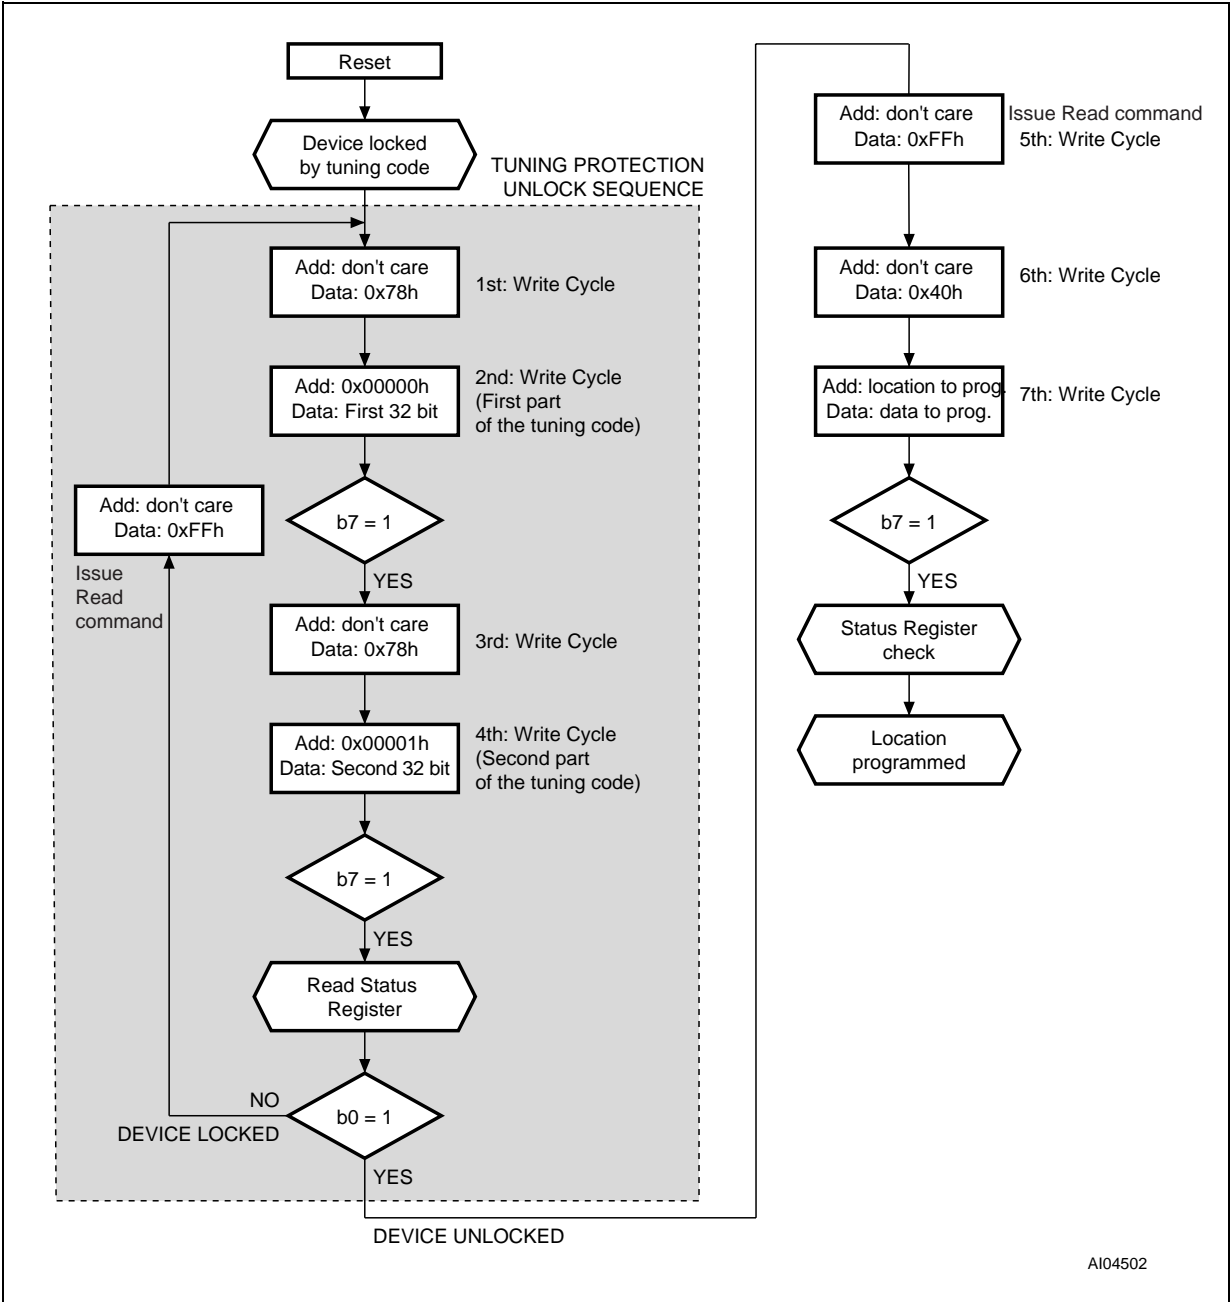 Reset
Device locked
by tuning code
TUNING PROTECTION
UNLOCK SEQUENCE
Add: don't care
Data: 0x78h
1st: Write Cycle
Add: 0x00000h
Data: First 32 bit
2nd: Write Cycle
(First part
of the tuning code)
b7 = 1
YES
Add: don't care
Data: 0xFFh
Issue
Read
command
Add: don't care
Data: 0x78h
3rd: Write Cycle
Add: 0x00001h
Data: Second 32 bit
4th: Write Cycle
(Second part
of the tuning code)
b7 = 1
YES
Read Status
Register
b0 = 1
NO
DEVICE LOCKED
YES
DEVICE UNLOCKED
Add: don't care
Data: 0xFFh
Issue Read command
5th: Write Cycle
Add: don't care
Data: 0x40h
6th: Write Cycle
Add: location to prog.
Data: data to prog.
7th: Write Cycle
b7 = 1
YES
Status Register
check
Location
programmed
AI04502